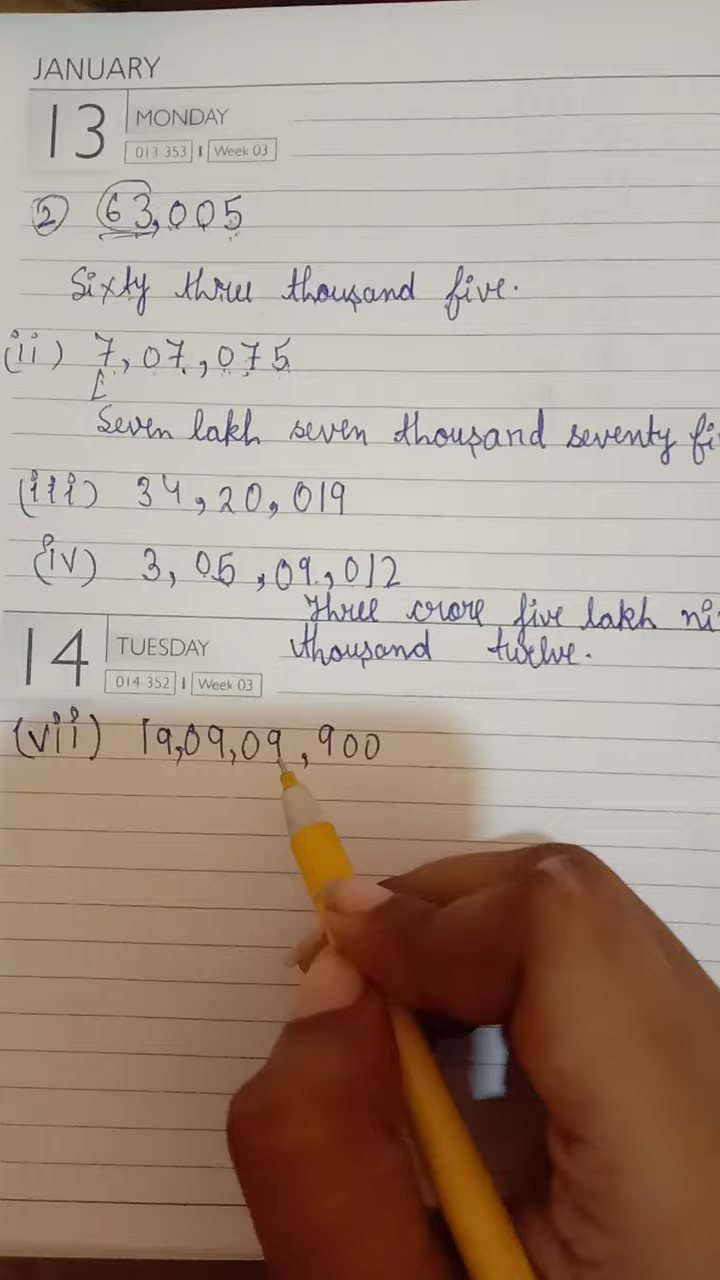 JANUARY
13 MONDAY
013 353 | Week 03
② 63,005
Sixty three thousand five.
(ii) 7,07,075
Seven lakh seven thousand seventy
(iii) 34,20,019
(iv) 3,05,09,012
Three crore five lakh
14 TUESDAY
thousand twelve.
014 352 | Week 03
(vii) 19,09,09,900